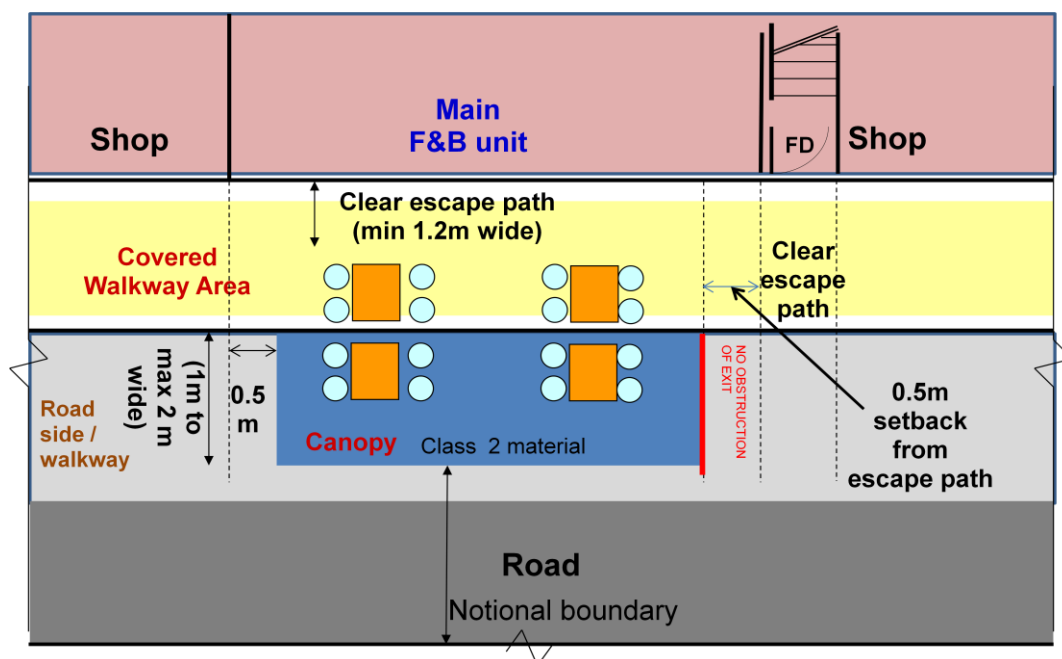 Shop
Main
F&B unit
FD
Shop
Clear escape path
(min 1.2m wide)
Covered
Walkway Area
Clear
escape
path
(1m to
max 2 m
wide)
0.5
m
Road
side /
walkway
Canopy Class 2 material
NO OBSTRUCTION
OF EXIT
0.5m
setback
from
escape path
Road
Notional boundary